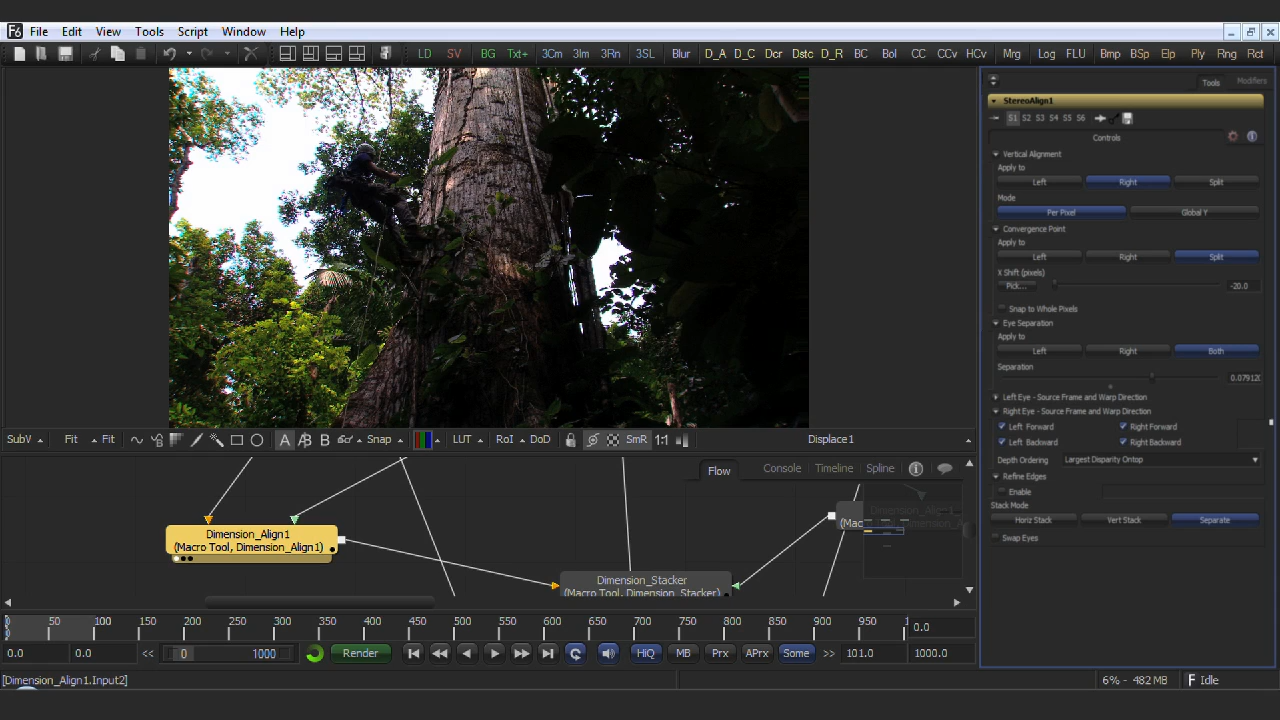 File Edit View Tools Script Window Help
LD SV BG Txt+ 3Cm 3Im 3Rn 3SL Blur D_A D_C Dcr Dstc D_R BC Bol CC CCv HCv Mrg Log FLU Bmp BSp Elp Ply Rng Rct
Tools Modifiers
StereoAlign1
S1 S2 S3 S4 S5 S6
Controls
Vertical Alignment
Apply to
Left Right Split
Mode
Per Pixel Global Y
Convergence Point
Apply to
Left Right Split
X Shift (pixels)
Pick... -20.0
Snap to Whole Pixels
Eye Separation
Apply to
Left Right Both
Separation
0.07912
Left Eye - Source Frame and Warp Direction
Right Eye - Source Frame and Warp Direction
Left Forward Right Forward
Left Backward Right Backward
Depth Ordering Largest Disparity Ontop
Refine Edges
Enable
Stack Mode
Horiz Stack Vert Stack Separate
Swap Eyes
SubV Fit Fit A B Snap LUT RoI DoD SmR 1:1 Displace1
Flow Console Timeline Spline
Dimension_Align1
(Macro Tool, Dimension_Align1)
Dimension_Stacker
(Macro Tool, Dimension_Stacker)
(Mac
0 50 100 150 200 250 300 350 400 450 500 550 600 650 700 750 800 850 900 950 0.0
0.0 0.0 << 0 1000 Render HiQ MB Prx APrx Some >> 101.0 1000.0
[Dimension_Align1.Input2] 6% - 482 MB Idle